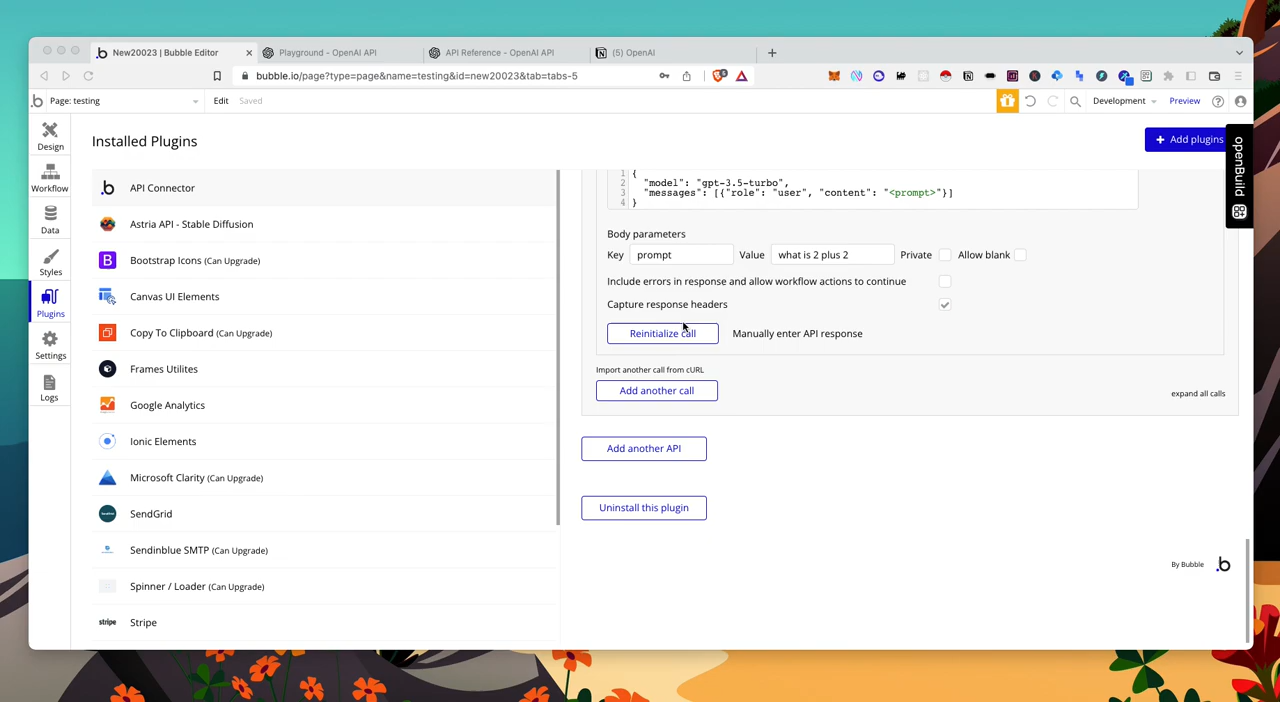 New20023 | Bubble Editor
Playground - OpenAI API
API Reference - OpenAI API
(5) OpenAI
bubble.io/page?type=page&name=testing&id=new20023&tab=tabs-5
Page: testing
Edit
Saved
Development
Preview
Design
Workflow
Data
Styles
Plugins
Settings
Logs
Installed Plugins
+ Add plugins
openBuild
API Connector
Astria API - Stable Diffusion
Bootstrap Icons (Can Upgrade)
Canvas UI Elements
Copy To Clipboard (Can Upgrade)
Frames Utilites
Google Analytics
Ionic Elements
Microsoft Clarity (Can Upgrade)
SendGrid
Sendinblue SMTP (Can Upgrade)
Spinner / Loader (Can Upgrade)
stripe
Stripe
1 {
2 "model": "gpt-3.5-turbo",
3 "messages": [{"role": "user", "content": "<prompt>"}]
4 }
Body parameters
Key prompt Value what is 2 plus 2 Private Allow blank
Include errors in response and allow workflow actions to continue
Capture response headers
Reinitialize call Manually enter API response
Import another call from cURL
Add another call
expand all calls
Add another API
Uninstall this plugin
By Bubble